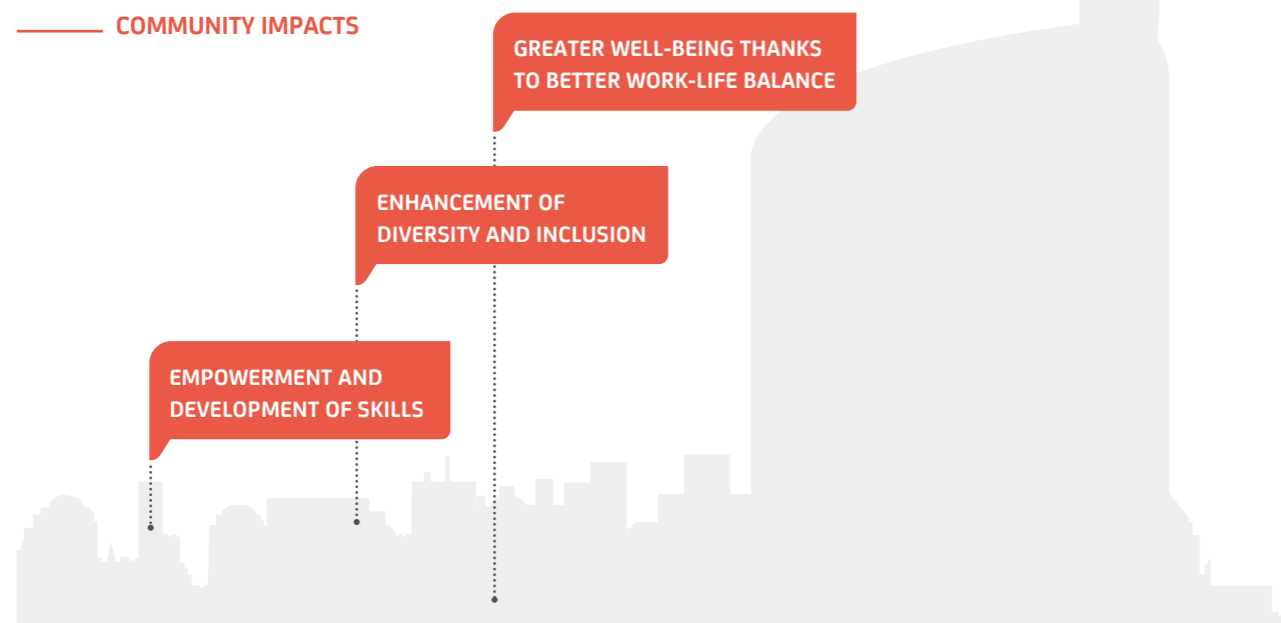 COMMUNITY IMPACTS
GREATER WELL-BEING THANKS
TO BETTER WORK-LIFE BALANCE
ENHANCEMENT OF
DIVERSITY AND INCLUSION
EMPOWERMENT AND
DEVELOPMENT OF SKILLS